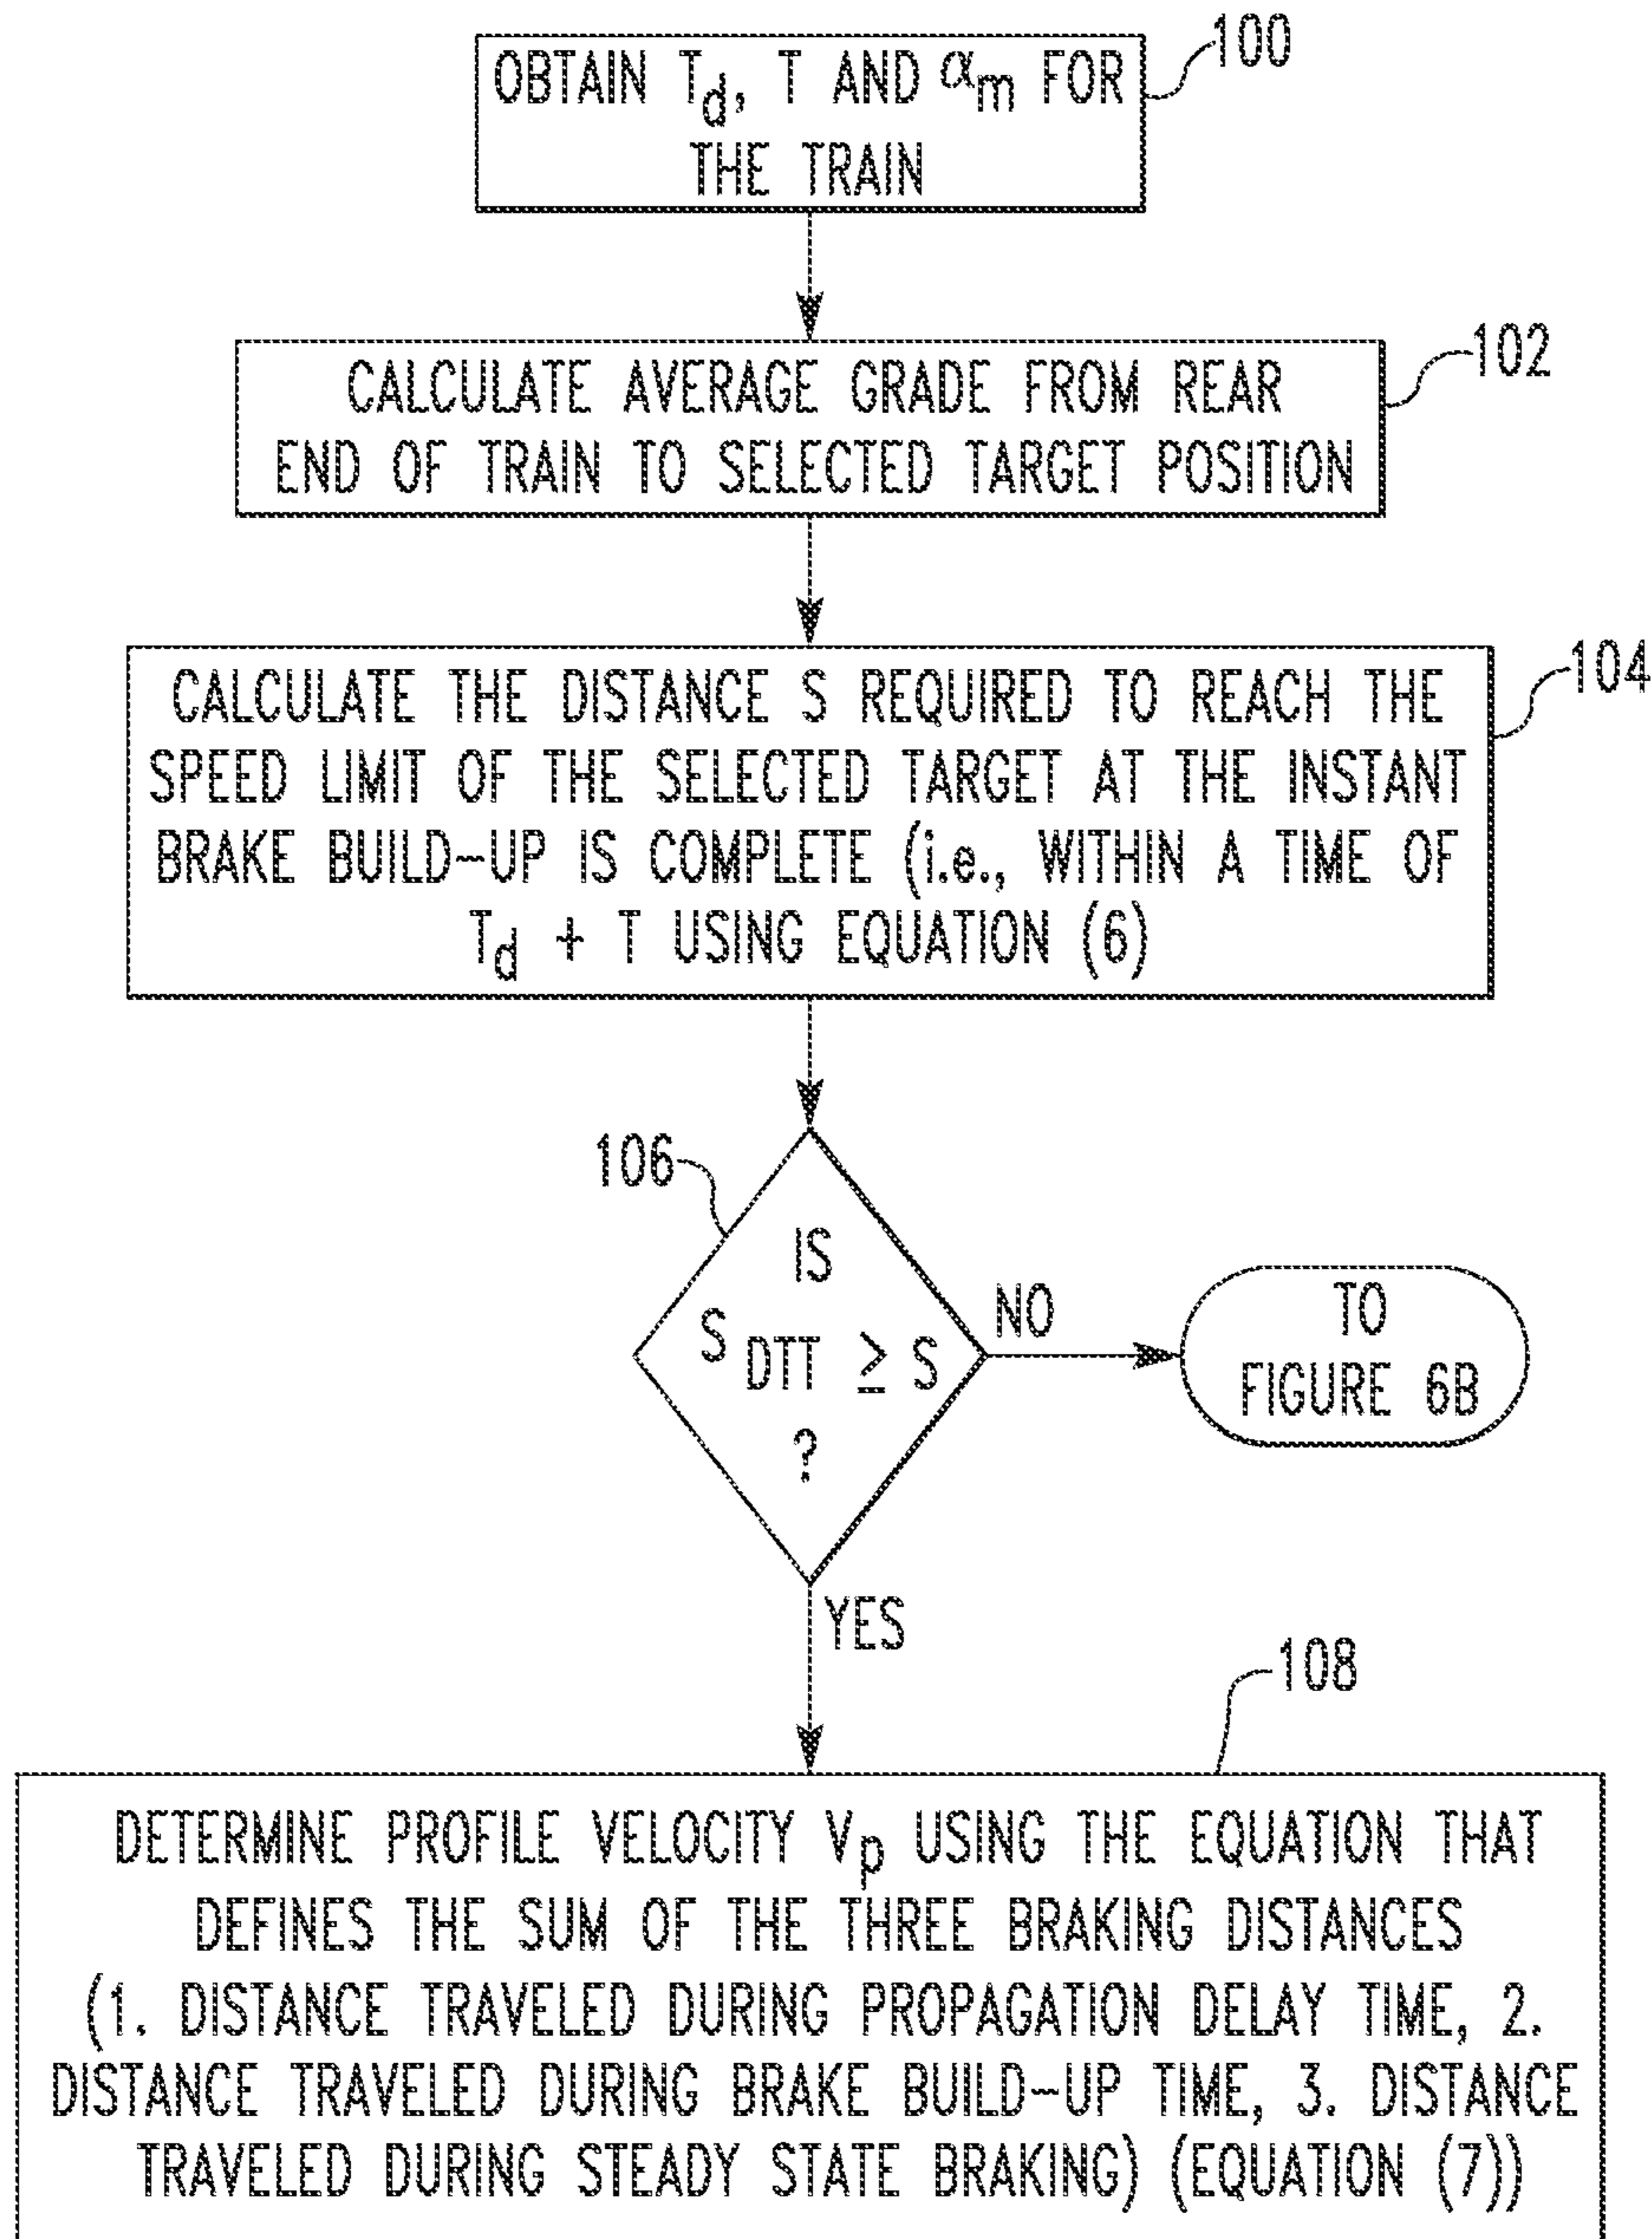 100
OBTAIN T_d, T AND α_m FOR
THE TRAIN
102
CALCULATE AVERAGE GRADE FROM REAR
END OF TRAIN TO SELECTED TARGET POSITION
104
CALCULATE THE DISTANCE S REQUIRED TO REACH THE
SPEED LIMIT OF THE SELECTED TARGET AT THE INSTANT
BRAKE BUILD-UP IS COMPLETE (i.e., WITHIN A TIME OF
T_d + T USING EQUATION (6)
106
IS
S DTT ≥ S
?
NO
TO
FIGURE 6B
YES
108
DETERMINE PROFILE VELOCITY V_p USING THE EQUATION THAT
DEFINES THE SUM OF THE THREE BRAKING DISTANCES
(1. DISTANCE TRAVELED DURING PROPAGATION DELAY TIME, 2.
DISTANCE TRAVELED DURING BRAKE BUILD-UP TIME, 3. DISTANCE
TRAVELED DURING STEADY STATE BRAKING) (EQUATION (7))